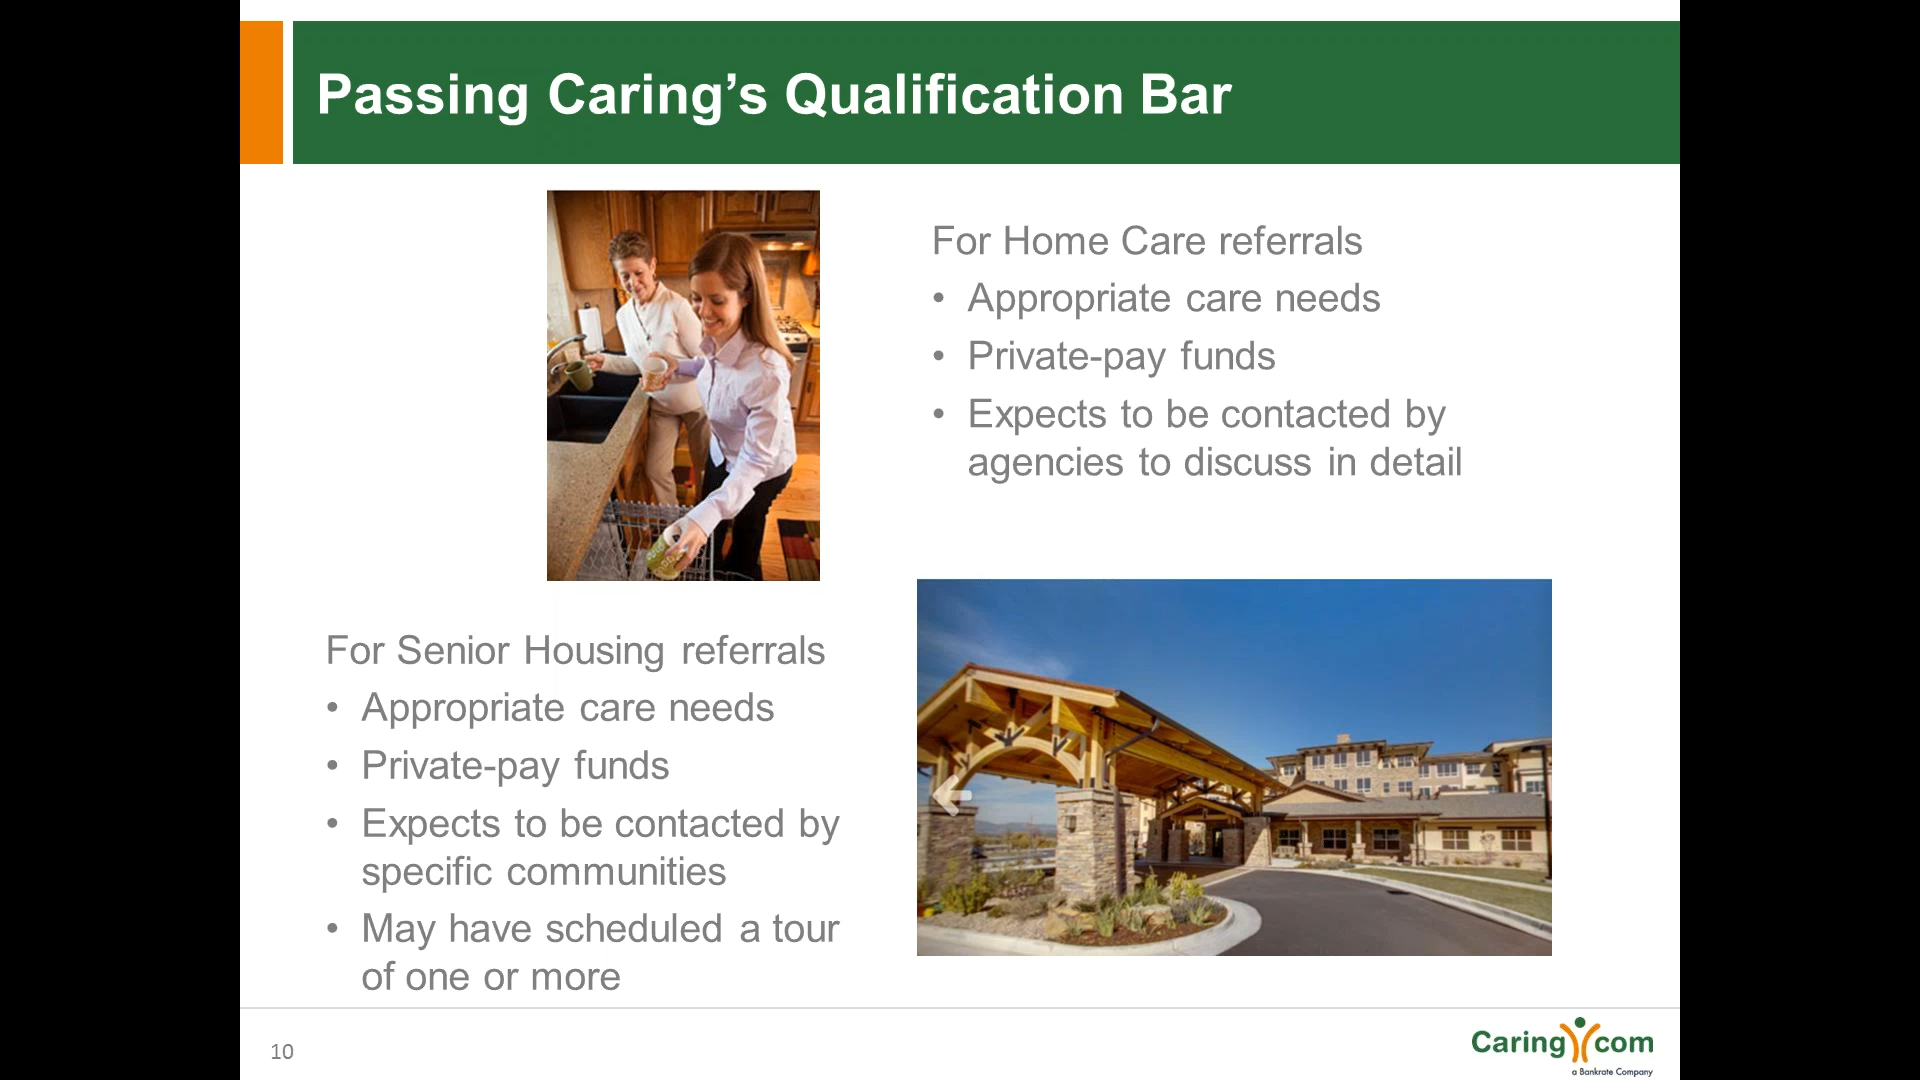 Passing Caring’s Qualification Bar
For Home Care referrals
• Appropriate care needs
• Private-pay funds
• Expects to be contacted by
agencies to discuss in detail
For Senior Housing referrals
• Appropriate care needs
• Private-pay funds
• Expects to be contacted by
specific communities
• May have scheduled a tour
of one or more
10
Caring com
a Bankrate Company